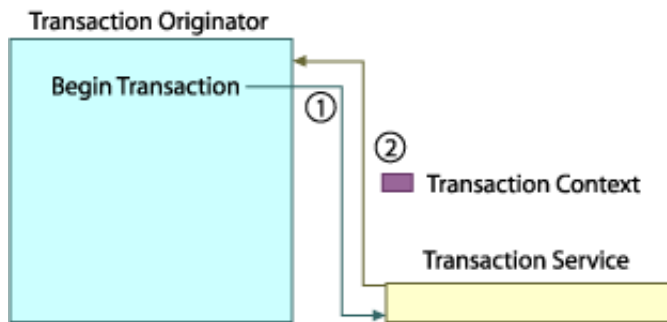 Transaction Originator
Begin Transaction
①
②
Transaction Context
Transaction Service